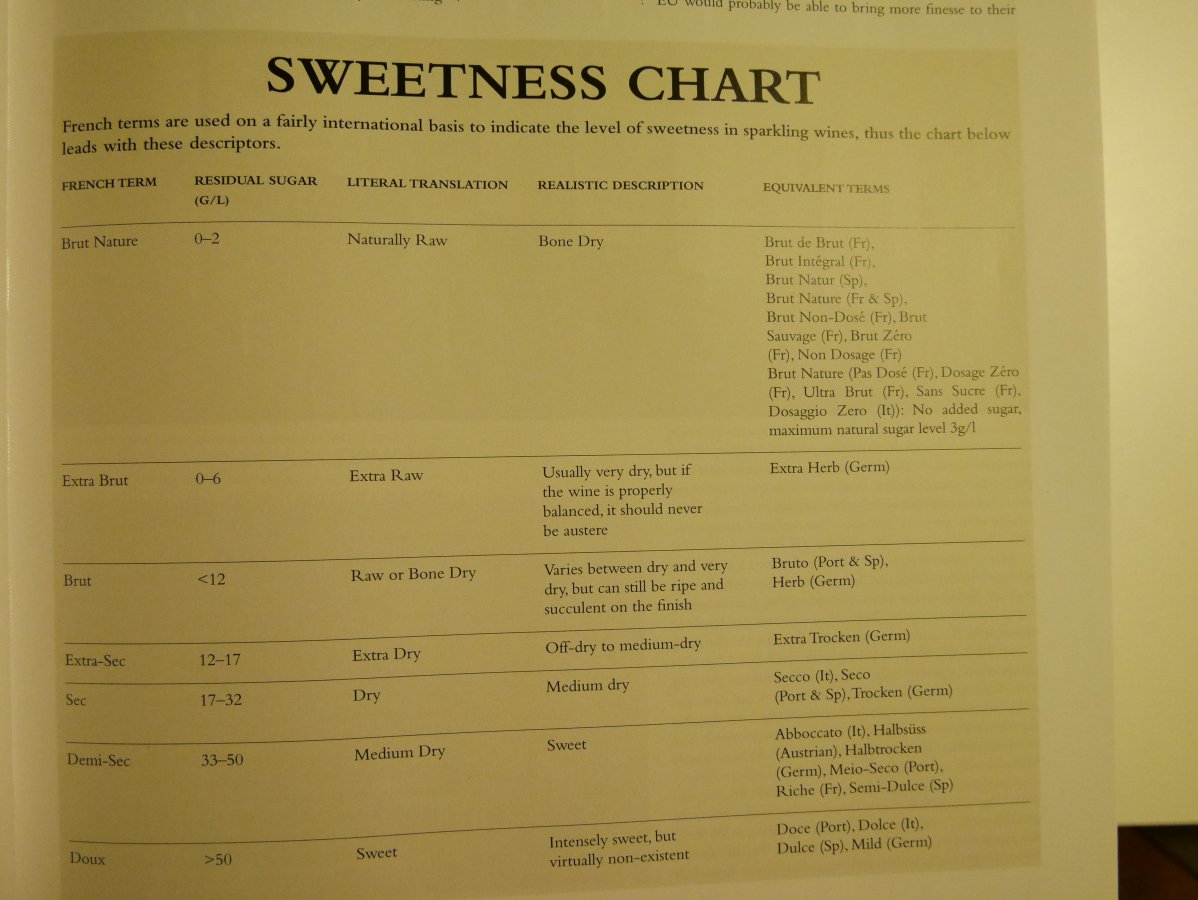 EU would probably be able to bring more finesse to their
SWEETNESS CHART
French terms are used on a fairly international basis to indicate the level of sweetness in sparkling wines, thus the chart below
leads with these descriptors.
FRENCH TERM RESIDUAL SUGAR LITERAL TRANSLATION REALISTIC DESCRIPTION EQUIVALENT TERMS
(G/L)
Brut Nature 0–2 Naturally Raw Bone Dry Brut de Brut (Fr),
Brut Intégral (Fr),
Brut Natur (Sp),
Brut Nature (Fr & Sp),
Brut Non-Dosé (Fr), Brut
Sauvage (Fr), Brut Zéro
(Fr), Non Dosage (Fr)
Brut Nature (Pas Dosé (Fr), Dosage Zéro
(Fr), Ultra Brut (Fr), Sans Sucre (Fr),
Dosaggio Zero (It)): No added sugar,
maximum natural sugar level 3g/l
Extra Brut 0–6 Extra Raw Usually very dry, but if Extra Herb (Germ)
the wine is properly
balanced, it should never
be austere
Brut <12 Raw or Bone Dry Varies between dry and very Bruto (Port & Sp),
dry, but can still be ripe and Herb (Germ)
succulent on the finish
Extra-Sec 12–17 Extra Dry Off-dry to medium-dry Extra Trocken (Germ)
Sec 17–32 Dry Medium dry Secco (It), Seco
(Port & Sp), Trocken (Germ)
Demi-Sec 33–50 Medium Dry Sweet Abboccato (It), Halbsüss
(Austrian), Halbtrocken
(Germ), Meio-Seco (Port),
Riche (Fr), Semi-Dulce (Sp)
Doux >50 Sweet Intensely sweet, but Doce (Port), Dolce (It),
virtually non-existent Dulce (Sp), Mild (Germ)